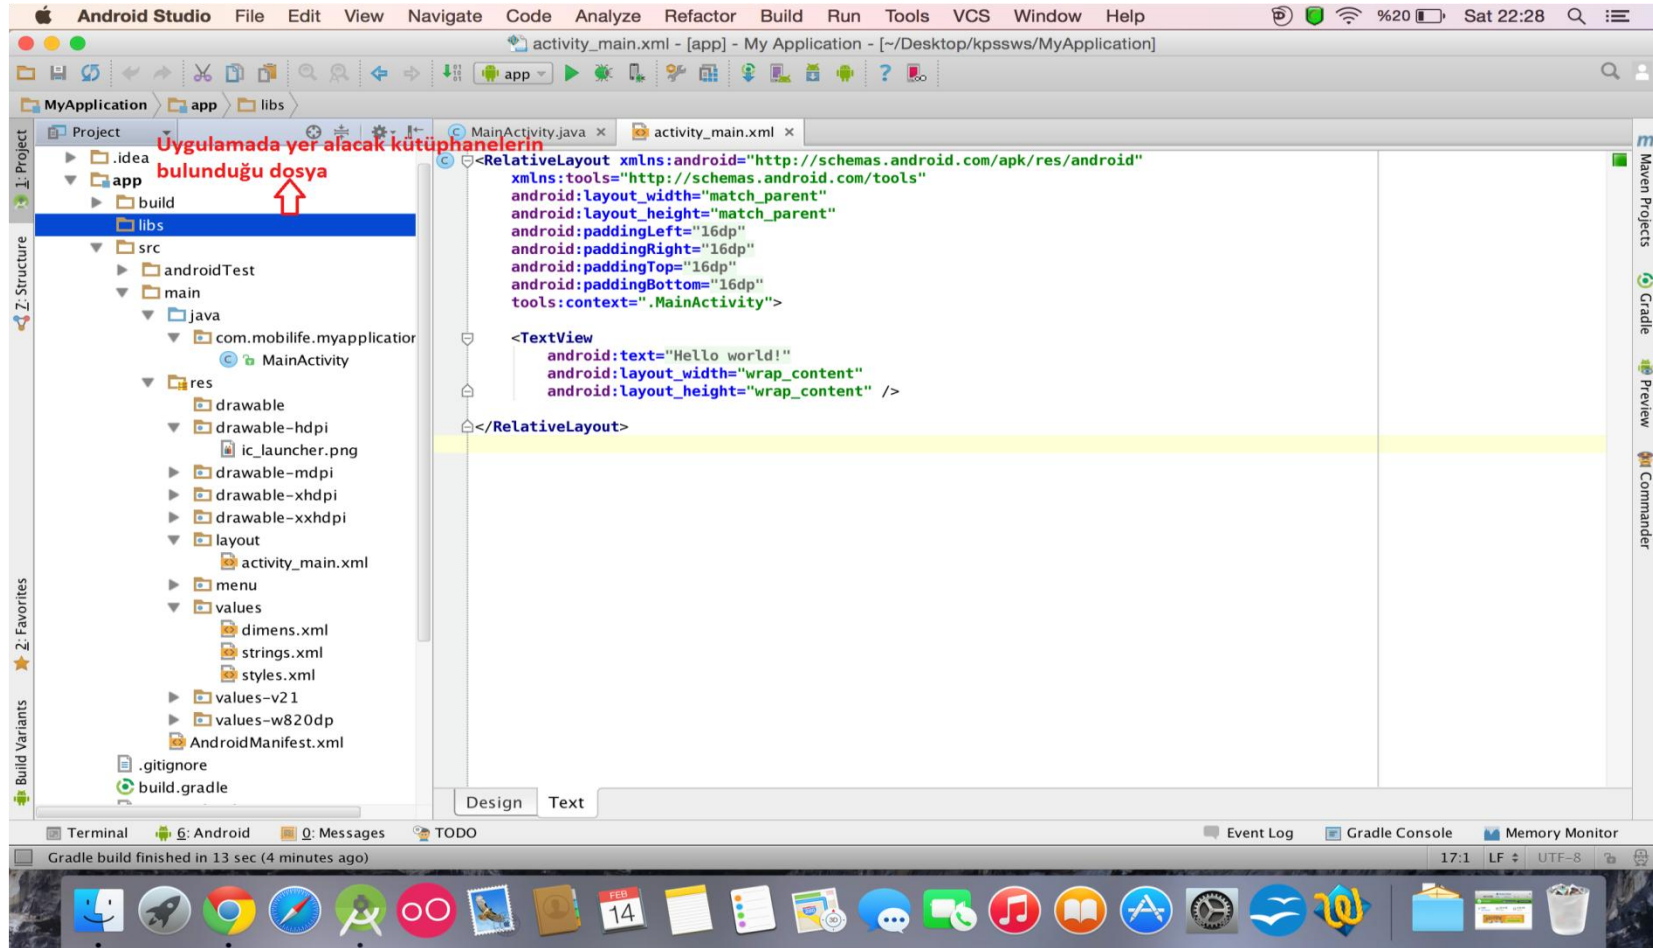 Android Studio File Edit View Navigate Code Analyze Refactor Build Run Tools VCS Window Help %20 Sat 22:28
activity_main.xml - [app] - My Application - [~/Desktop/kpssws/MyApplication]
app
MyApplication app libs
Project
MainActivity.java
activity_main.xml
Uygulamada yer alacak kütüphanelerin
bulunduğu dosya
.idea
app
build
libs
src
androidTest
main
java
com.mobilife.myapplication
MainActivity
res
drawable
drawable-hdpi
ic_launcher.png
drawable-mdpi
drawable-xhdpi
drawable-xxhdpi
layout
activity_main.xml
menu
values
dimens.xml
strings.xml
styles.xml
values-v21
values-w820dp
AndroidManifest.xml
.gitignore
build.gradle
<RelativeLayout xmlns:android="http://schemas.android.com/apk/res/android"
xmlns:tools="http://schemas.android.com/tools"
android:layout_width="match_parent"
android:layout_height="match_parent"
android:paddingLeft="16dp"
android:paddingRight="16dp"
android:paddingTop="16dp"
android:paddingBottom="16dp"
tools:context=".MainActivity">
<TextView
android:text="Hello world!"
android:layout_width="wrap_content"
android:layout_height="wrap_content" />
</RelativeLayout>
1: Project
7: Structure
2: Favorites
Build Variants
Maven Projects
Gradle
Preview
Commander
Design Text
Terminal 6: Android 0: Messages TODO Event Log Gradle Console Memory Monitor
Gradle build finished in 13 sec (4 minutes ago) 17:1 LF UTF-8
FEB
14